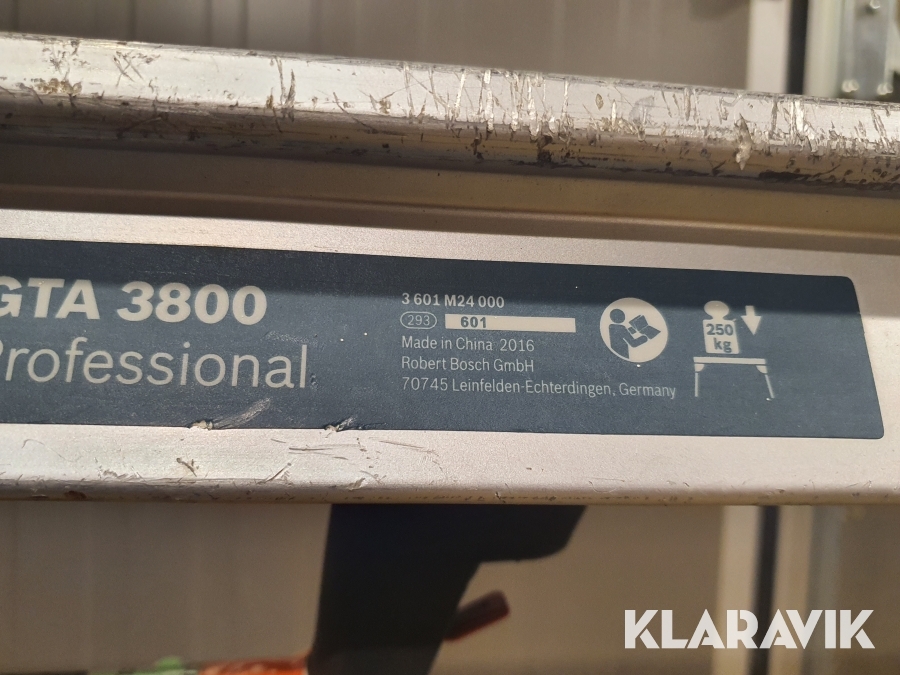 GTA 3800
Professional
3 601 M24 000
293 601
Made in China 2016
Robert Bosch GmbH
70745 Leinfelden-Echterdingen, Germany
250
kg
KLARAVIK